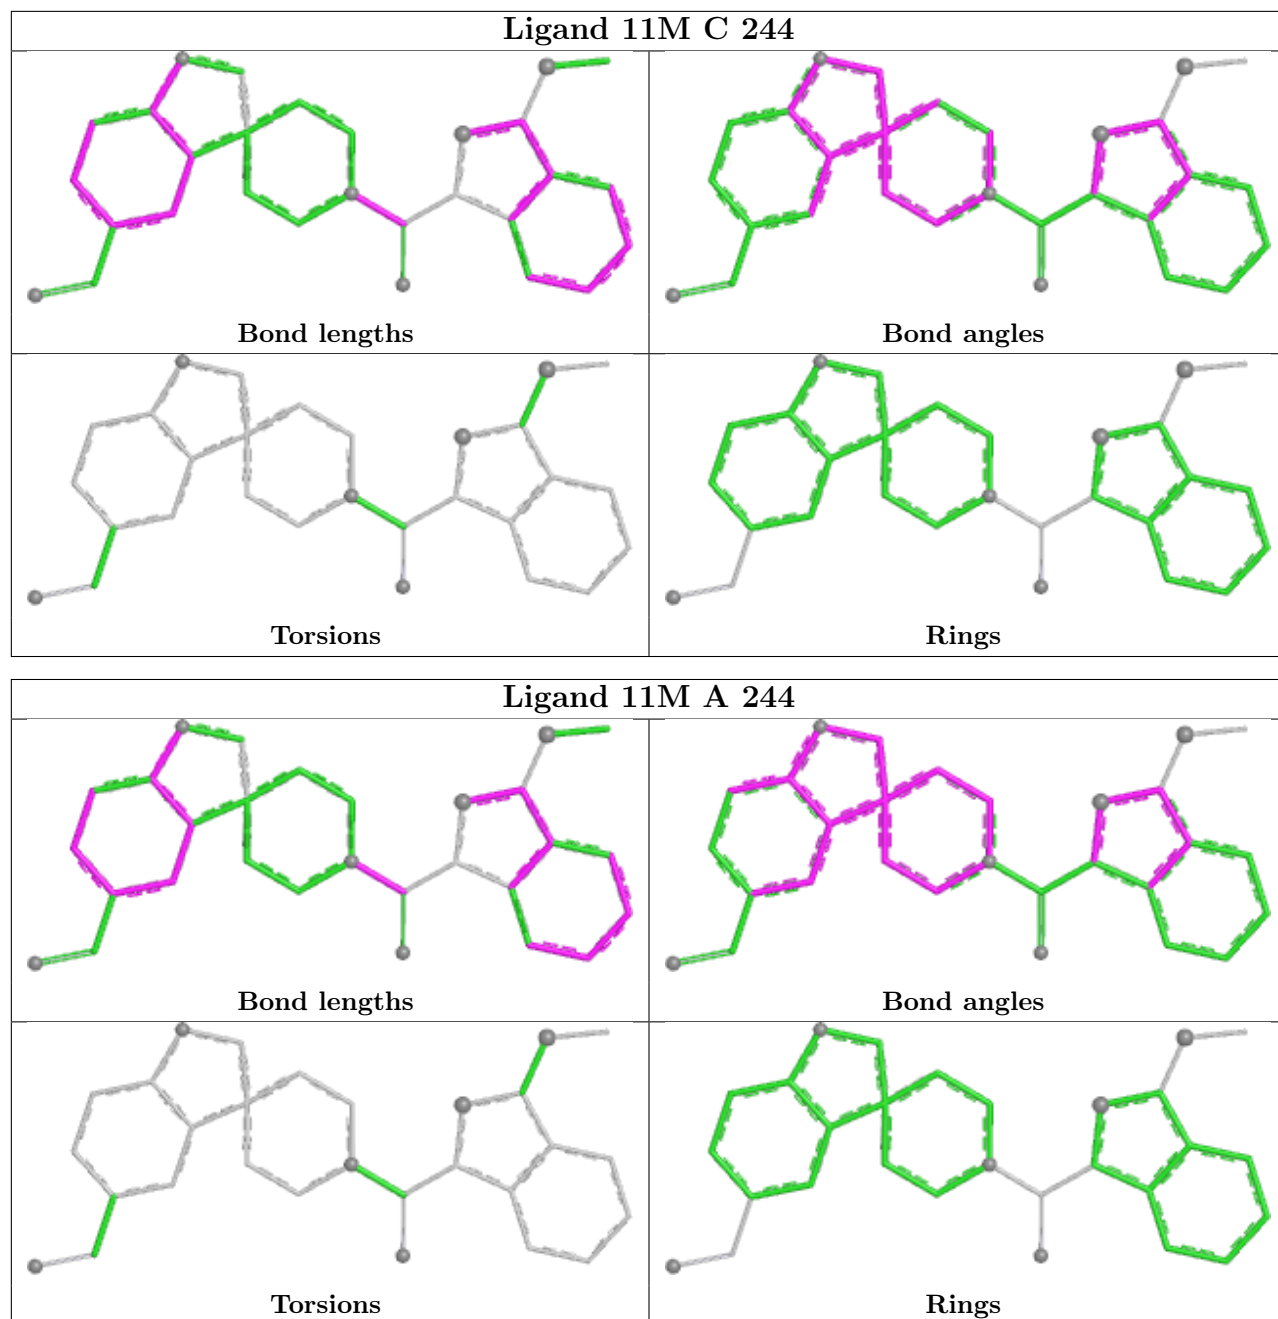 Ligand 11M C 244
Bond lengths
Bond angles
Torsions
Rings
Ligand 11M A 244
Bond lengths
Bond angles
Torsions
Rings